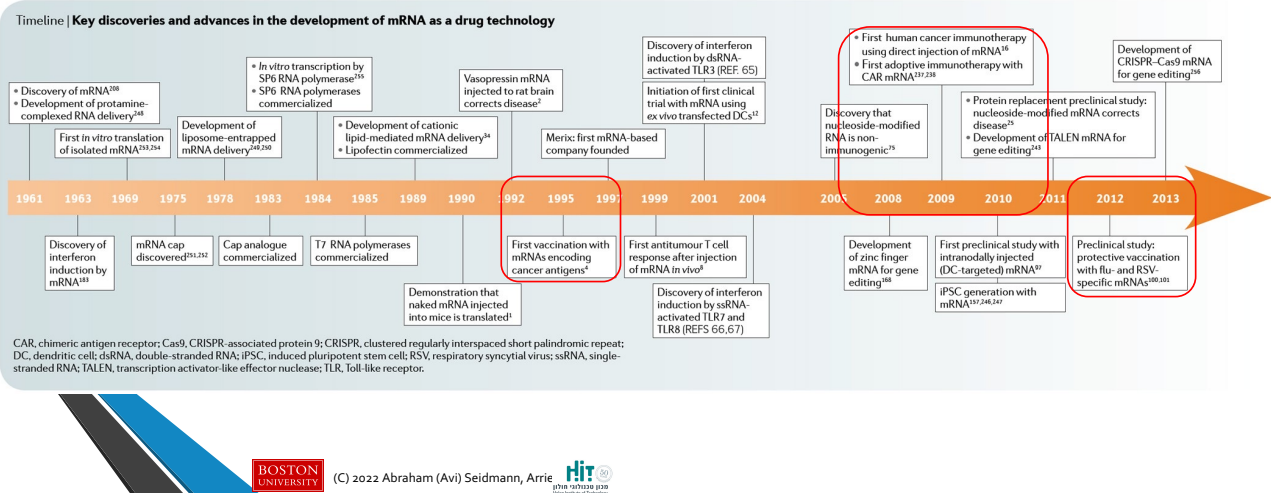 Timeline | Key discoveries and advances in the development of mRNA as a drug technology
• Discovery of mRNA²⁰⁸
• Development of protamine-
complexed RNA delivery²⁴⁸
First in vitro translation
of isolated mRNA²⁵³,²⁵⁴
Development of
liposome-entrapped
mRNA delivery²⁴⁹,²⁵⁰
• In vitro transcription by
SP6 RNA polymerase²⁵⁵
• SP6 RNA polymerases
commercialized
• Development of cationic
lipid-mediated mRNA delivery³⁴
• Lipofectin commercialized
Vasopressin mRNA
injected to rat brain
corrects disease²
Merix: first mRNA-based
company founded
Discovery of interferon
induction by dsRNA-
activated TLR3 (REF. 65)
Initiation of first clinical
trial with mRNA using
ex vivo transfected DCs¹²
Discovery that
nucleoside-modified
RNA is non-
immunogenic⁷⁵
• First human cancer immunotherapy
using direct injection of mRNA¹⁶
• First adoptive immunotherapy with
CAR mRNA²³⁷,²³⁸
• Protein replacement preclinical study:
nucleoside-modified mRNA corrects
disease²⁵
• Development of TALEN mRNA for
gene editing²⁴³
Development of
CRISPR–Cas9 mRNA
for gene editing²⁵⁶
1961 1963 1969 1975 1978 1983 1984 1985 1989 1990 1992 1995 1997 1999 2001 2004 2005 2008 2009 2010 2011 2012 2013
Discovery of
interferon
induction by
mRNA¹⁸³
mRNA cap
discovered²⁵¹,²⁵²
Cap analogue
commercialized
T7 RNA polymerases
commercialized
Demonstration that
naked mRNA injected
into mice is translated¹
First vaccination with
mRNAs encoding
cancer antigens⁴
First antitumour T cell
response after injection
of mRNA in vivo⁸
Discovery of interferon
induction by ssRNA-
activated TLR7 and
TLR8 (REFS 66,67)
Development
of zinc finger
mRNA for gene
editing¹⁶⁸
First preclinical study with
intranodally injected
(DC-targeted) mRNA⁹⁷
iPSC generation with
mRNA¹⁵⁷,²⁴⁶,²⁴⁷
Preclinical study:
protective vaccination
with flu- and RSV-
specific mRNAs¹⁰⁰,¹⁰¹
CAR, chimeric antigen receptor; Cas9, CRISPR-associated protein 9; CRISPR, clustered regularly interspaced short palindromic repeat;
DC, dendritic cell; dsRNA, double-stranded RNA; iPSC, induced pluripotent stem cell; RSV, respiratory syncytial virus; ssRNA, single-
stranded RNA; TALEN, transcription activator-like effector nuclease; TLR, Toll-like receptor.
BOSTON
UNIVERSITY
(C) 2022 Abraham (Avi) Seidmann, Arrie
HiT
מכון טכנולוגי חולון